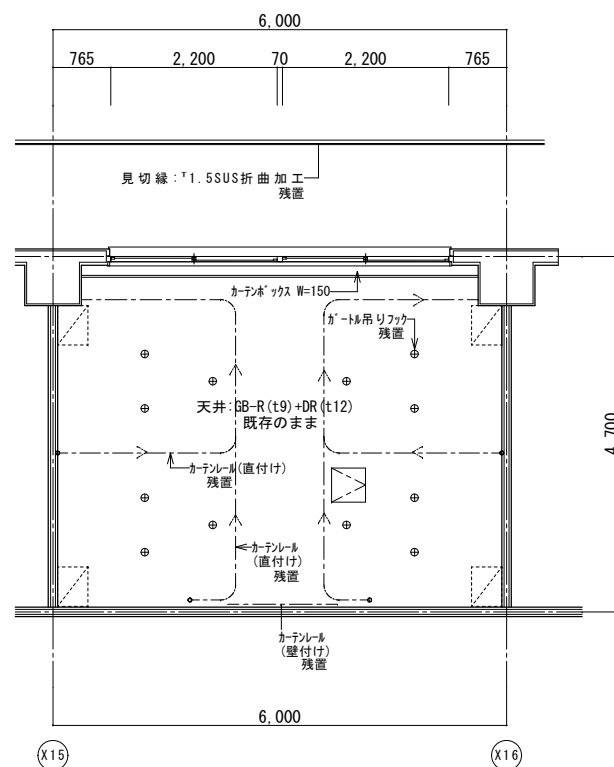 6,000
765 2,200 70 2,200 765
見切縁：ᵀ1.5SUS折曲加工
残置
ｶｰﾃﾝﾎﾞｯｸｽ W=150
ｶﾞｰﾄﾙ吊りﾌｯｸ
残置
天井:GB-R(t9)+DR(t12)
既存のまま
4,700
ｶｰﾃﾝﾚｰﾙ(直付け)
残置
ｶｰﾃﾝﾚｰﾙ
(直付け)
残置
ｶｰﾃﾝﾚｰﾙ
(壁付け)
残置
6,000
X15 X16